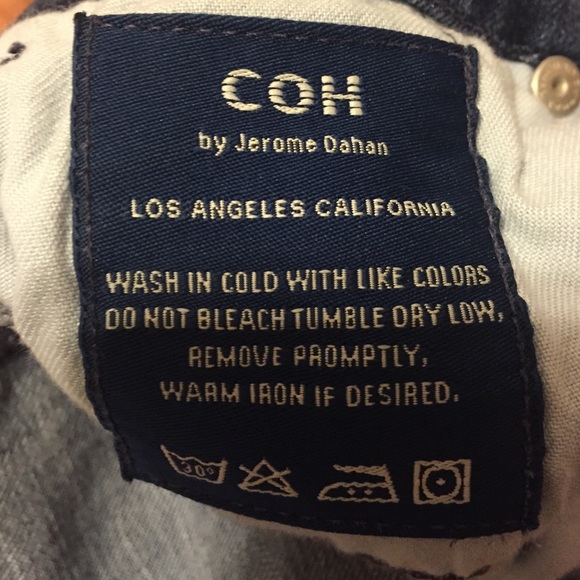 COH
by Jerome Dahan
LOS ANGELES CALIFORNIA
WASH IN COLD WITH LIKE COLORS
DO NOT BLEACH TUMBLE DRY LOW,
REMOVE PROMPTLY,
WARM IRON IF DESIRED.
30°